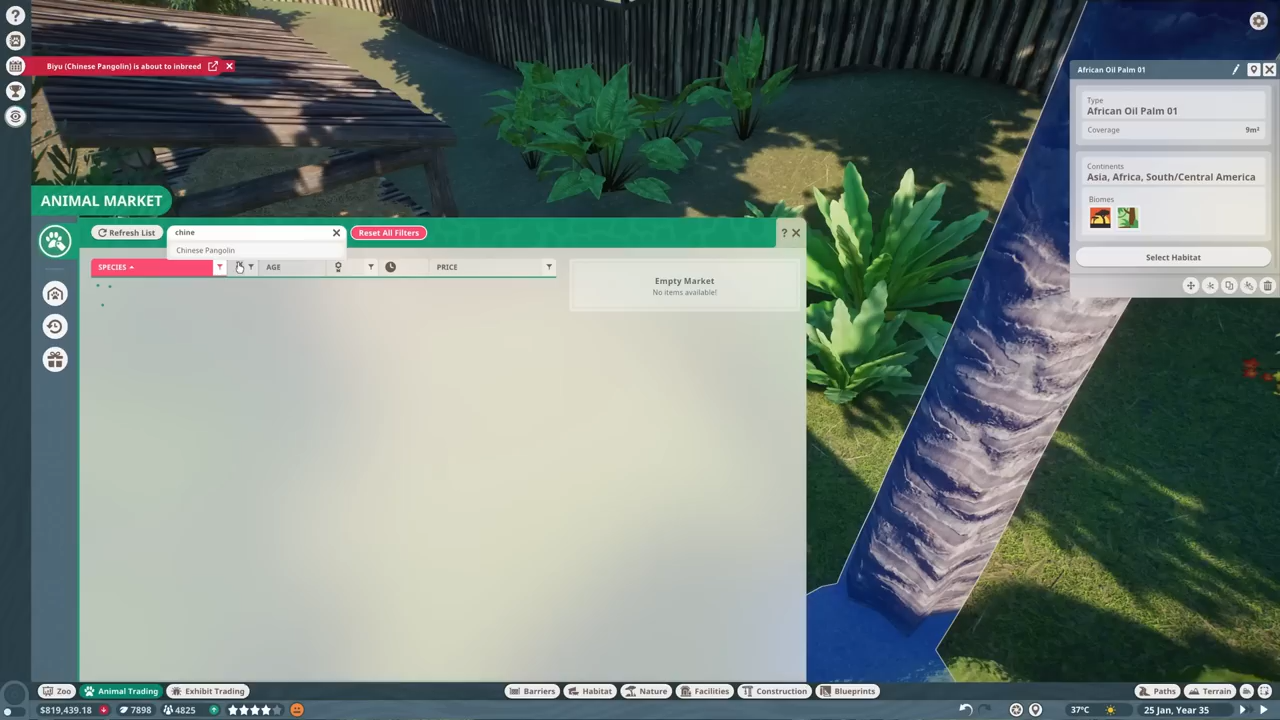 ?
Biyu (Chinese Pangolin) is about to inbreed
African Oil Palm 01
Type
African Oil Palm 01
Coverage 9m²
Continents
Asia, Africa, South/Central America
Biomes
Select Habitat
ANIMAL MARKET
Refresh List
chine
Reset All Filters
?
Chinese Pangolin
SPECIES AGE PRICE
Empty Market
No items available!
Zoo Animal Trading Exhibit Trading Barriers Habitat Nature Facilities Construction Blueprints Paths Terrain
$819,439.18 7898 4825 37°C 25 Jan, Year 35